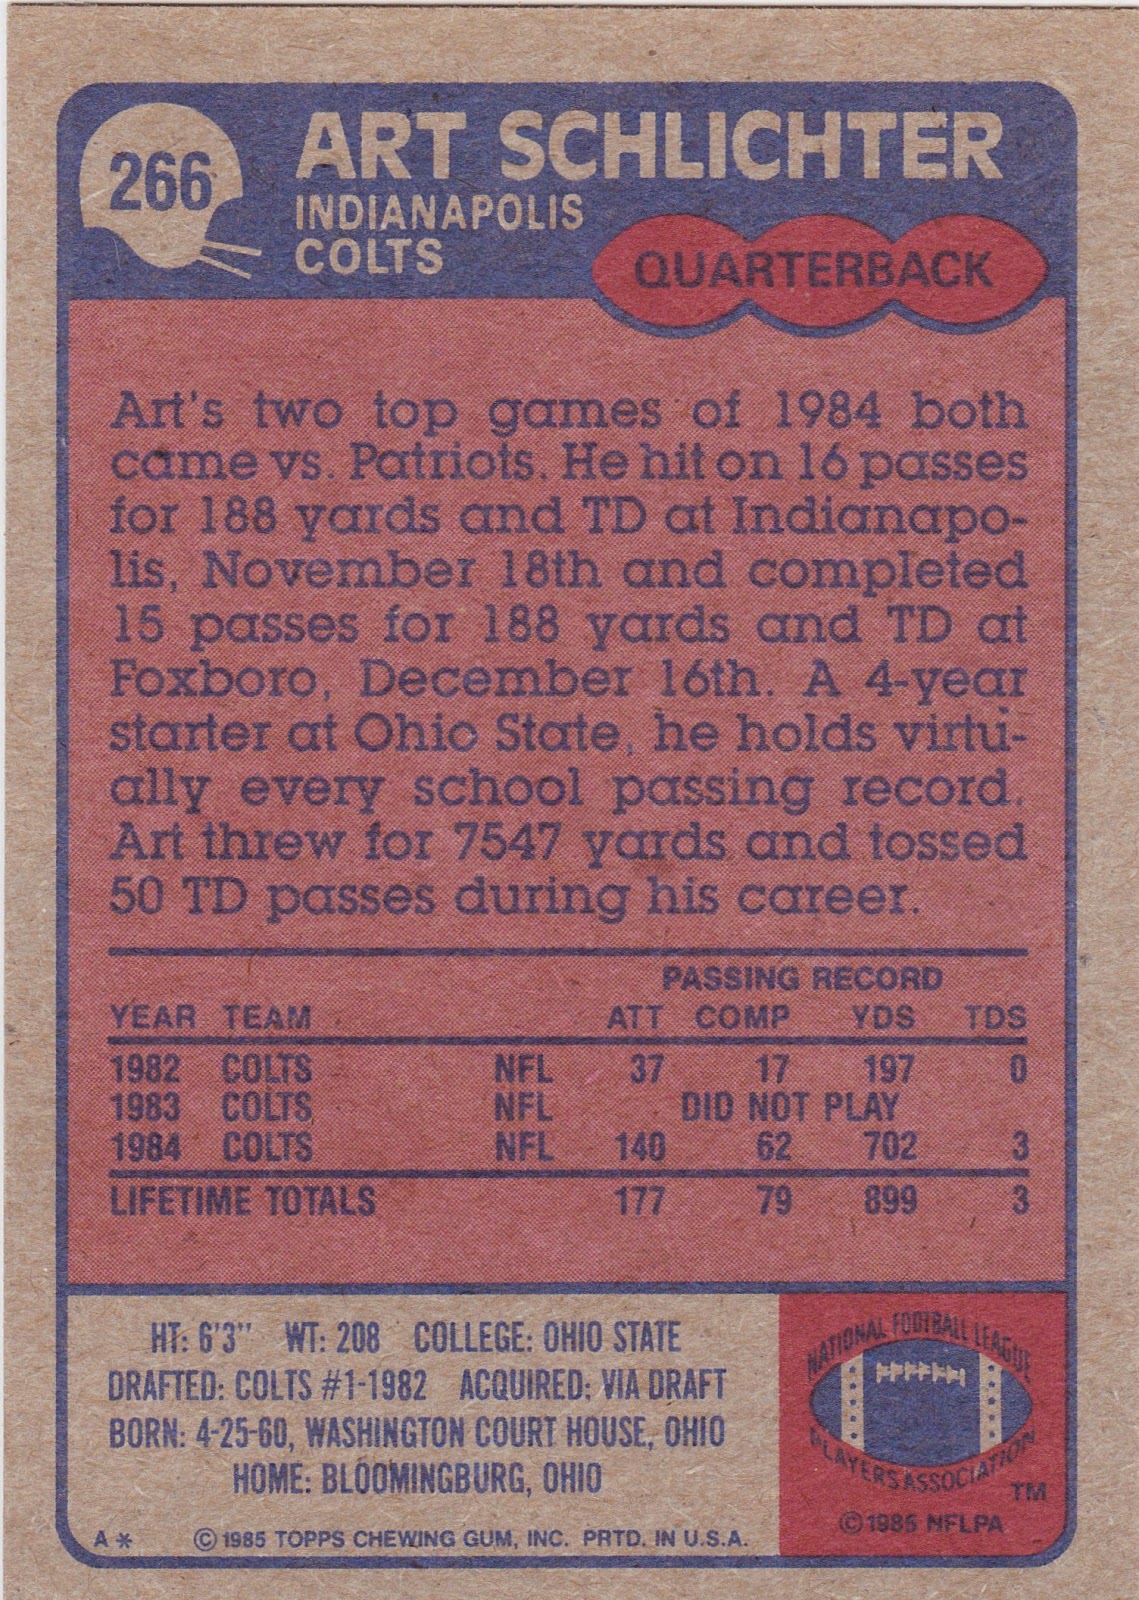 266
ART SCHLICHTER
INDIANAPOLIS
COLTS
QUARTERBACK
Art's two top games of 1984 both
came vs. Patriots. He hit on 16 passes
for 188 yards and TD at Indianapo-
lis, November 18th and completed
15 passes for 188 yards and TD at
Foxboro, December 16th. A 4-year
starter at Ohio State, he holds virtu-
ally every school passing record.
Art threw for 7547 yards and tossed
50 TD passes during his career.
PASSING RECORD
YEAR TEAM ATT COMP YDS TDS
1982 COLTS NFL 37 17 197 0
1983 COLTS NFL DID NOT PLAY
1984 COLTS NFL 140 62 702 3
LIFETIME TOTALS 177 79 899 3
HT: 6'3" WT: 208 COLLEGE: OHIO STATE
DRAFTED: COLTS #1-1982 ACQUIRED: VIA DRAFT
BORN: 4-25-60, WASHINGTON COURT HOUSE, OHIO
HOME: BLOOMINGBURG, OHIO
A* © 1985 TOPPS CHEWING GUM, INC. PRTD. IN U.S.A.
NATIONAL FOOTBALL LEAGUE
PLAYERS ASSOCIATION
TM
© 1985 NFLPA